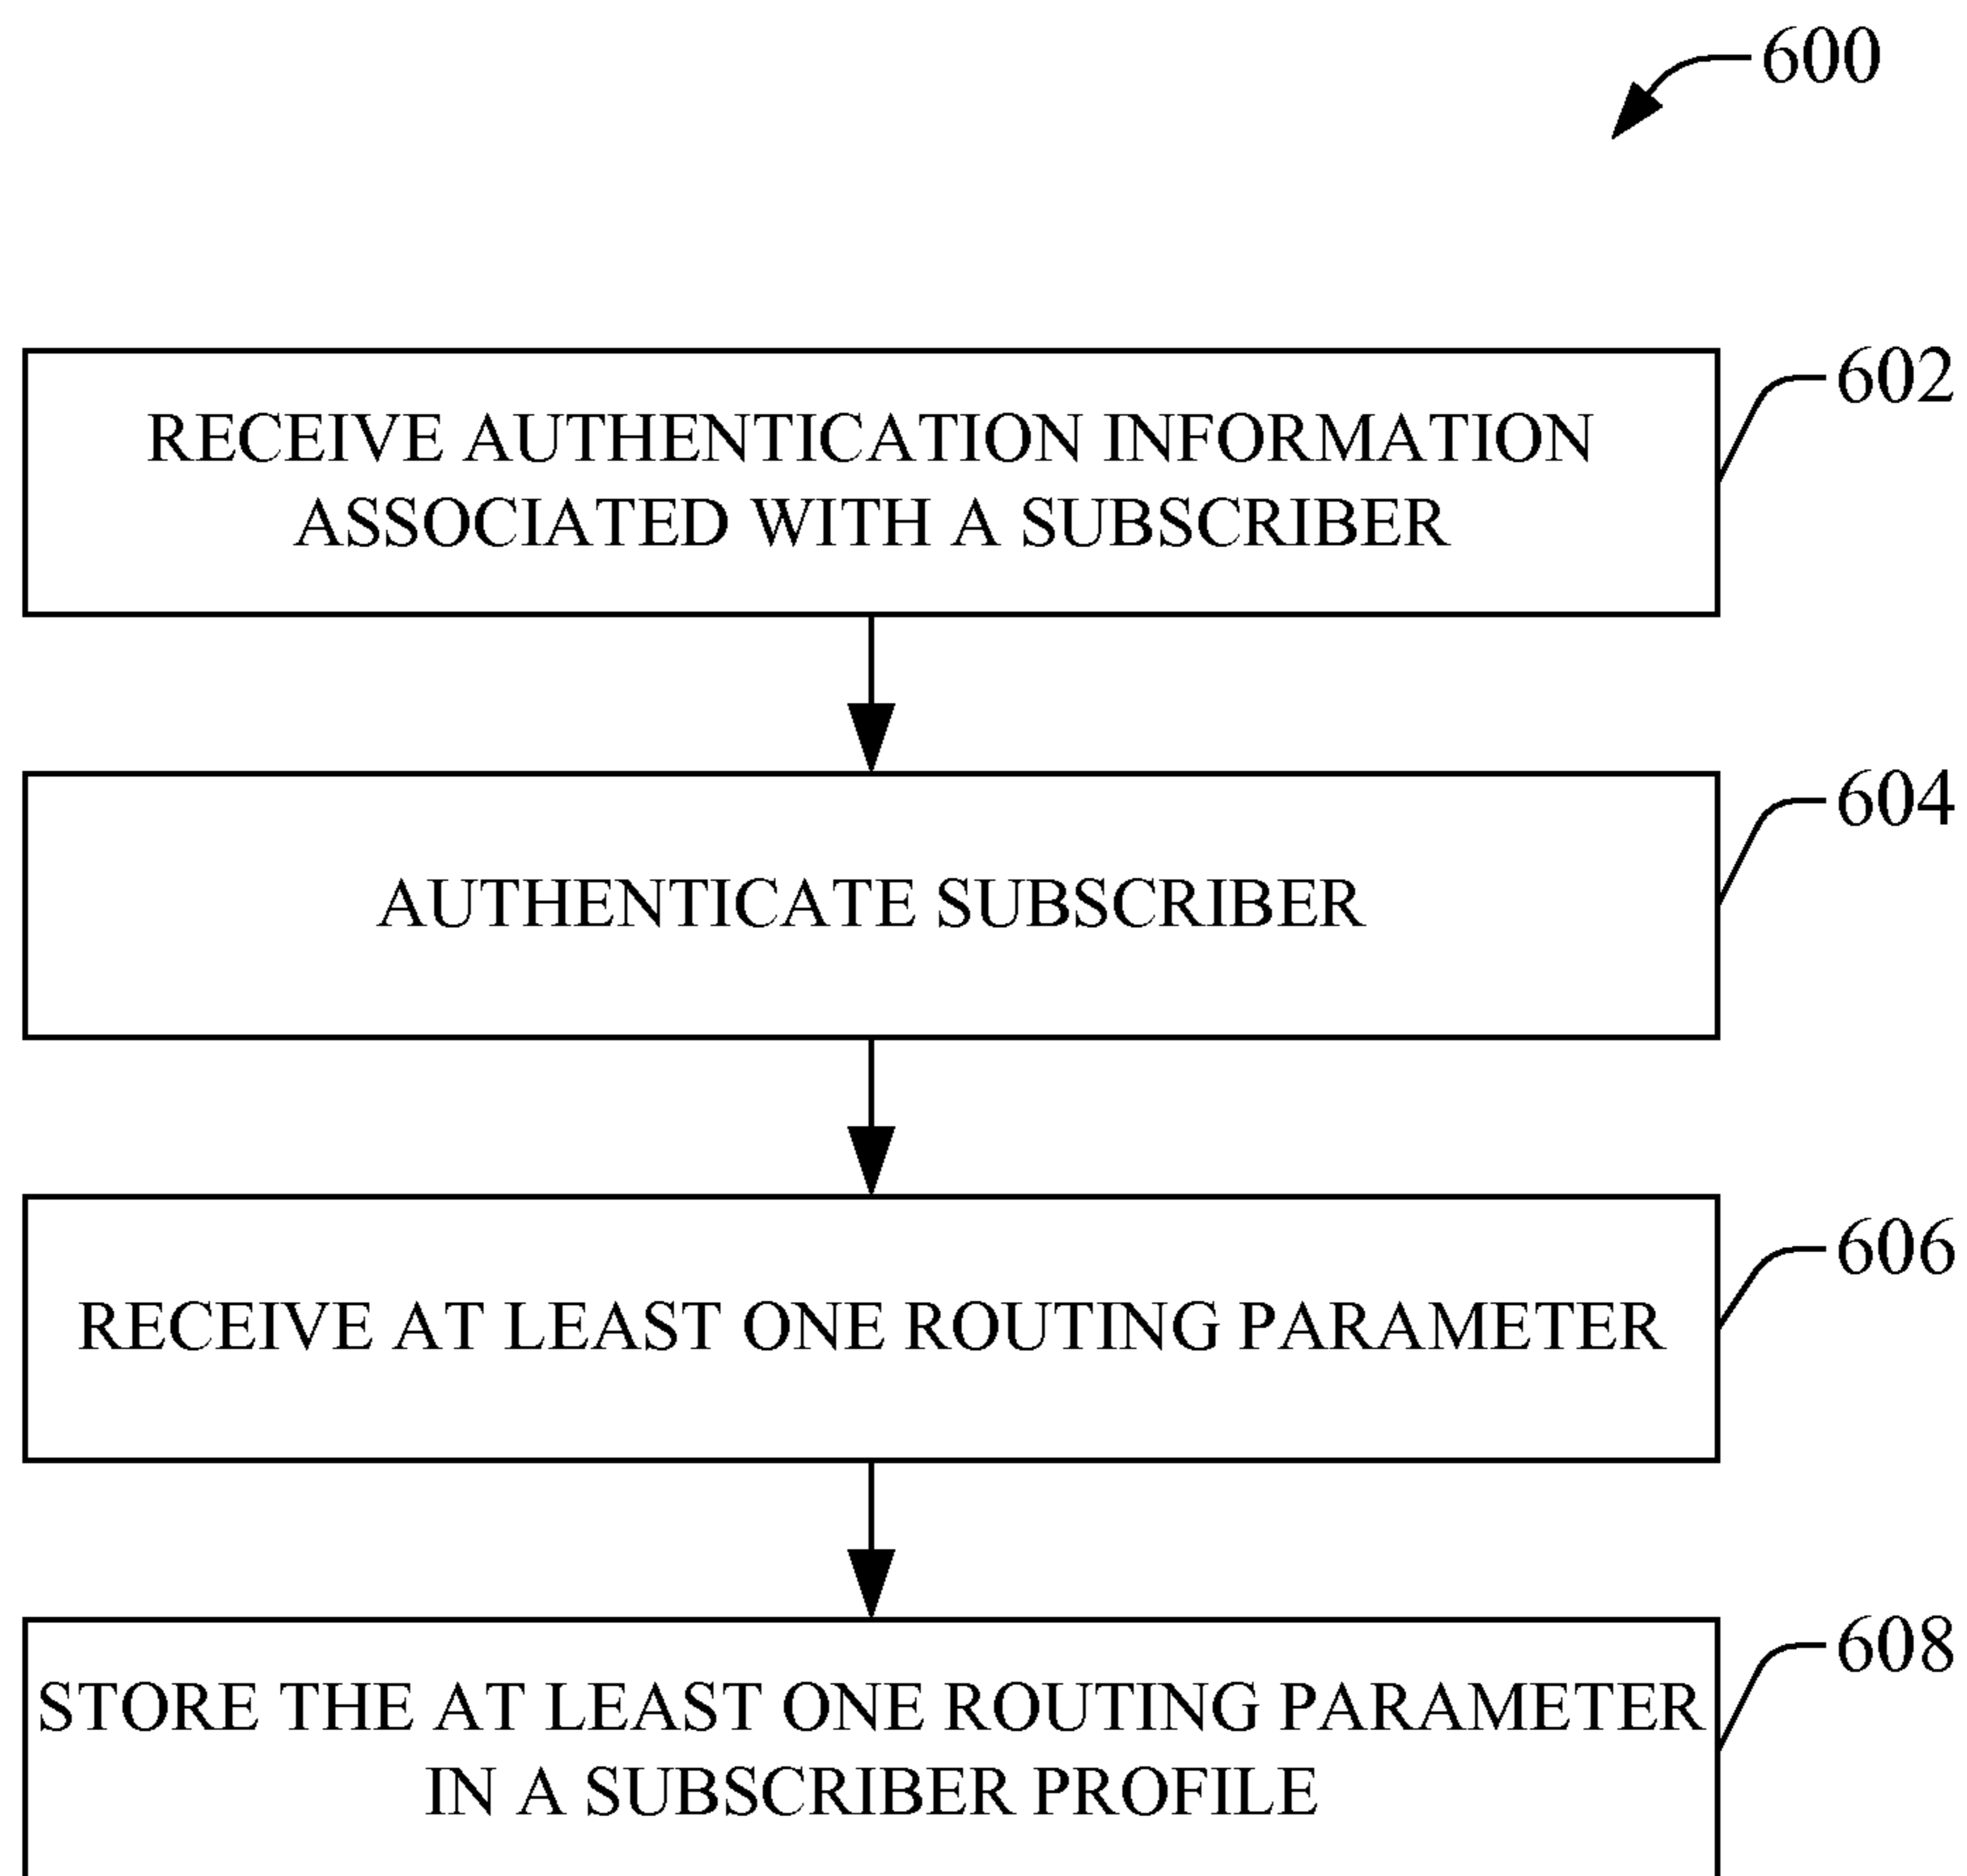 600
602
RECEIVE AUTHENTICATION INFORMATION
ASSOCIATED WITH A SUBSCRIBER
604
AUTHENTICATE SUBSCRIBER
606
RECEIVE AT LEAST ONE ROUTING PARAMETER
608
STORE THE AT LEAST ONE ROUTING PARAMETER
IN A SUBSCRIBER PROFILE